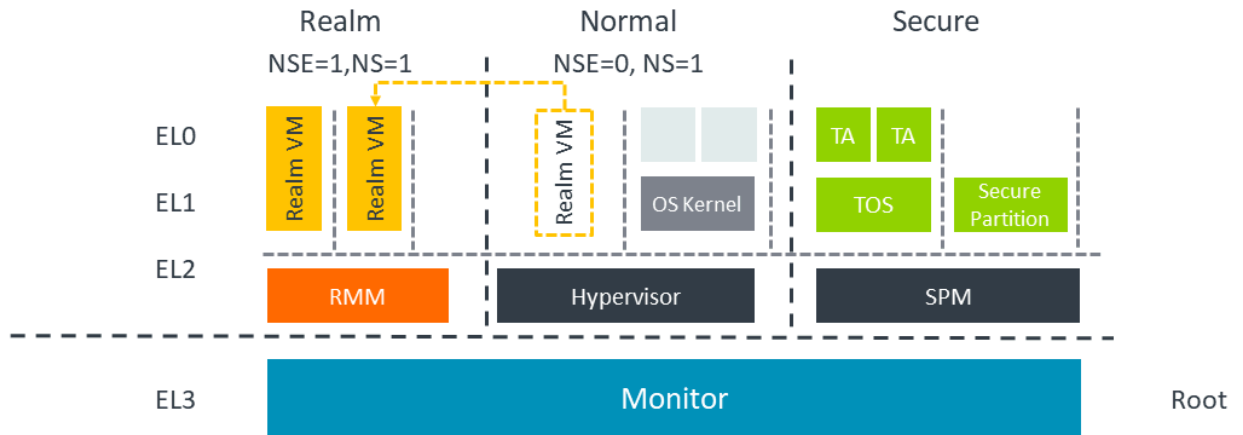 Realm
Normal
Secure
NSE=1,NS=1
NSE=0, NS=1
EL0
Realm VM
Realm VM
Realm VM
TA
TA
EL1
OS Kernel
TOS
Secure
Partition
EL2
RMM
Hypervisor
SPM
EL3
Monitor
Root